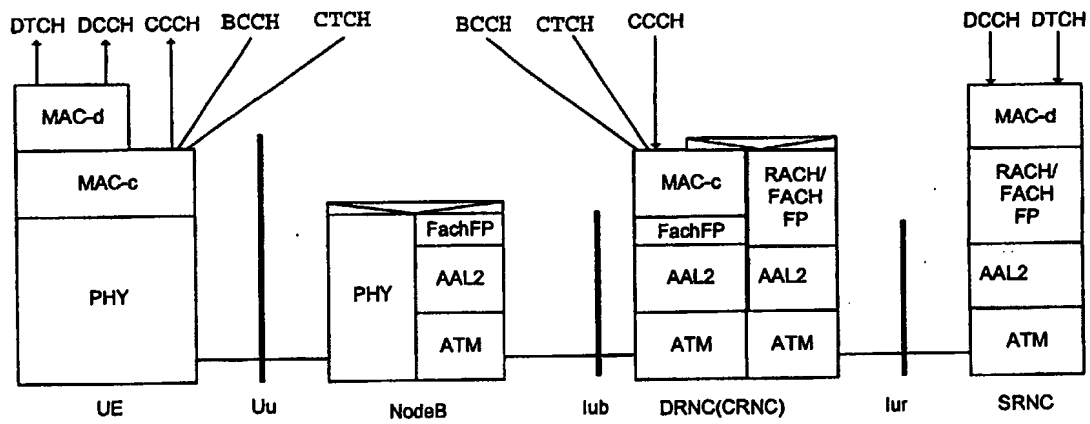 DTCH DCCH CCCH BCCH CTCH BCCH CTCH CCCH DCCH DTCH
MAC-d
MAC-c
PHY
PHY
FachFP
AAL2
ATM
MAC-c
FachFP
AAL2
ATM
RACH/
FACH
FP
AAL2
ATM
MAC-d
RACH/
FACH
FP
AAL2
ATM
UE Uu NodeB Iub DRNC(CRNC) Iur SRNC